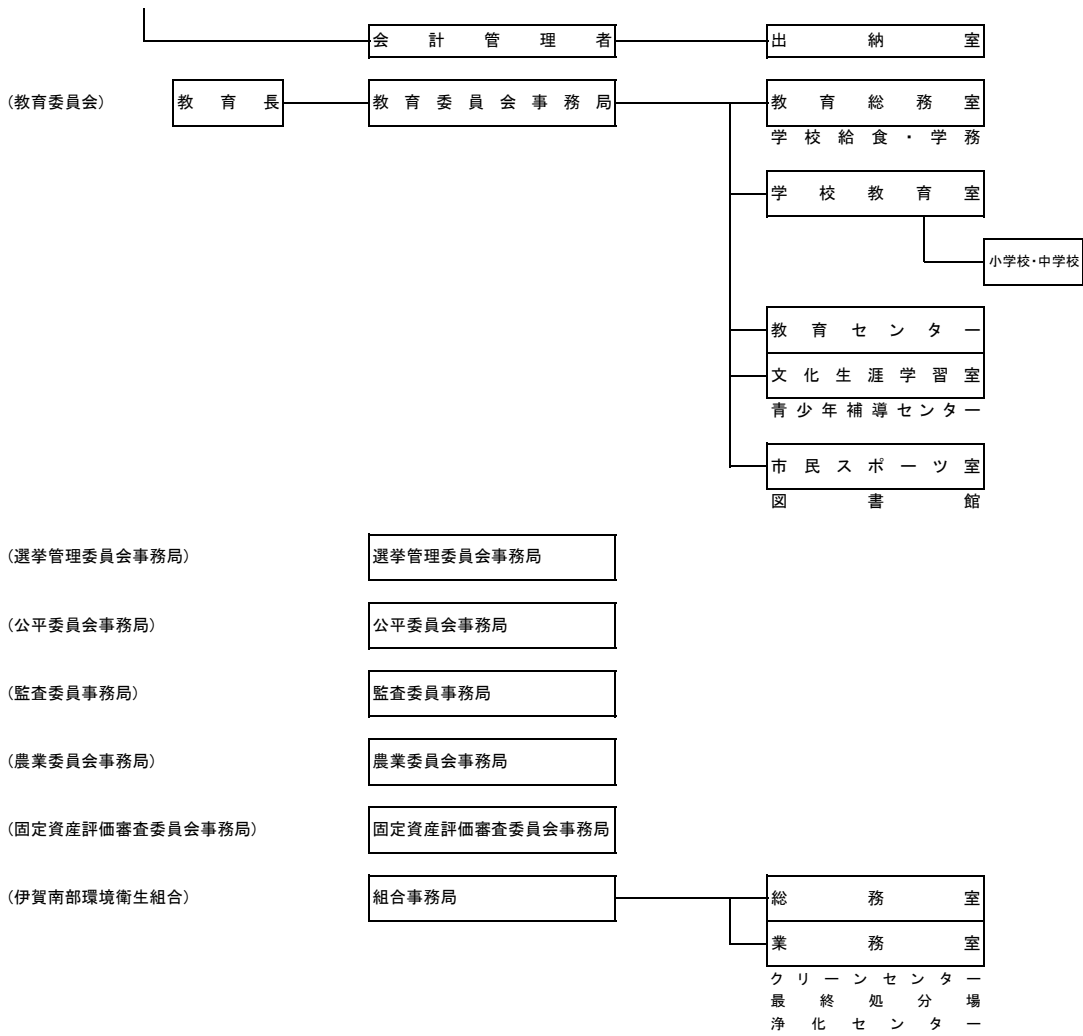 会計管理者 出納室
(教育委員会) 教育長 教育委員会事務局 教育総務室
学校給食・学務
学校教育室
小学校・中学校
教育センター
文化生涯学習室
青少年補導センター
市民スポーツ室
図書館
(選挙管理委員会事務局) 選挙管理委員会事務局
(公平委員会事務局) 公平委員会事務局
(監査委員事務局) 監査委員事務局
(農業委員会事務局) 農業委員会事務局
(固定資産評価審査委員会事務局) 固定資産評価審査委員会事務局
(伊賀南部環境衛生組合) 組合事務局 総務室
業務室
クリーンセンター
最終処分場
浄化センター